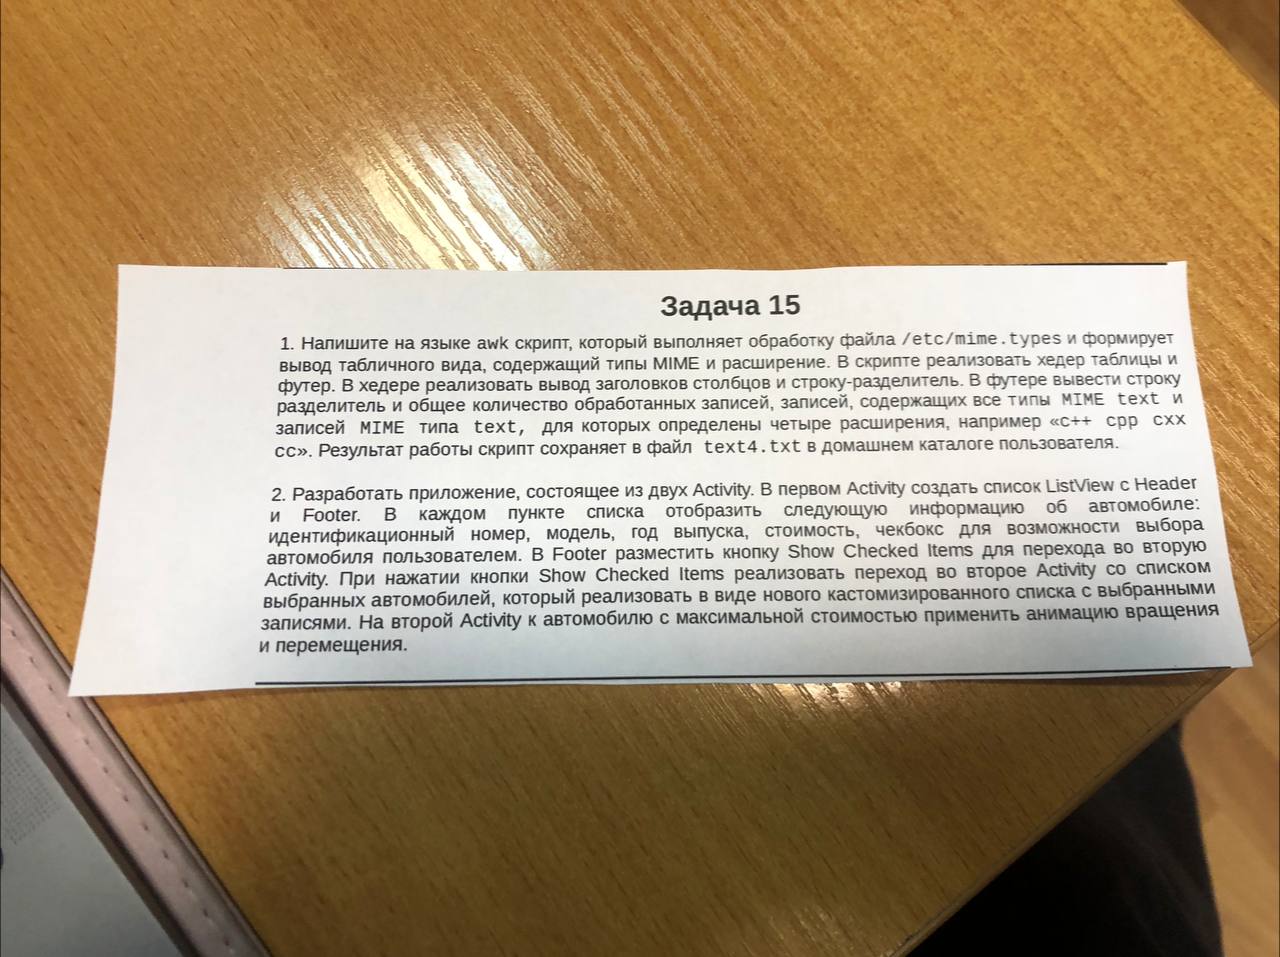 Задача 15
1. Напишите на языке awk скрипт, который выполняет обработку файла /etc/mime.types и формирует
вывод табличного вида, содержащий типы MIME и расширение. В скрипте реализовать хедер таблицы и
футер. В хедере реализовать вывод заголовков столбцов и строку-разделитель. В футере вывести строку
разделитель и общее количество обработанных записей, записей, содержащих все типы MIME text и
записей MIME типа text, для которых определены четыре расширения, например «c++ cpp cxx
cc». Результат работы скрипт сохраняет в файл text4.txt в домашнем каталоге пользователя.
2. Разработать приложение, состоящее из двух Activity. В первом Activity создать список ListView с Header
и Footer. В каждом пункте списка отобразить следующую информацию об автомобиле:
идентификационный номер, модель, год выпуска, стоимость, чекбокс для возможности выбора
автомобиля пользователем. В Footer разместить кнопку Show Checked Items для перехода во вторую
Activity. При нажатии кнопки Show Checked Items реализовать переход во второе Activity со списком
выбранных автомобилей, который реализовать в виде нового кастомизированного списка с выбранными
записями. На второй Activity к автомобилю с максимальной стоимостью применить анимацию вращения
и перемещения.